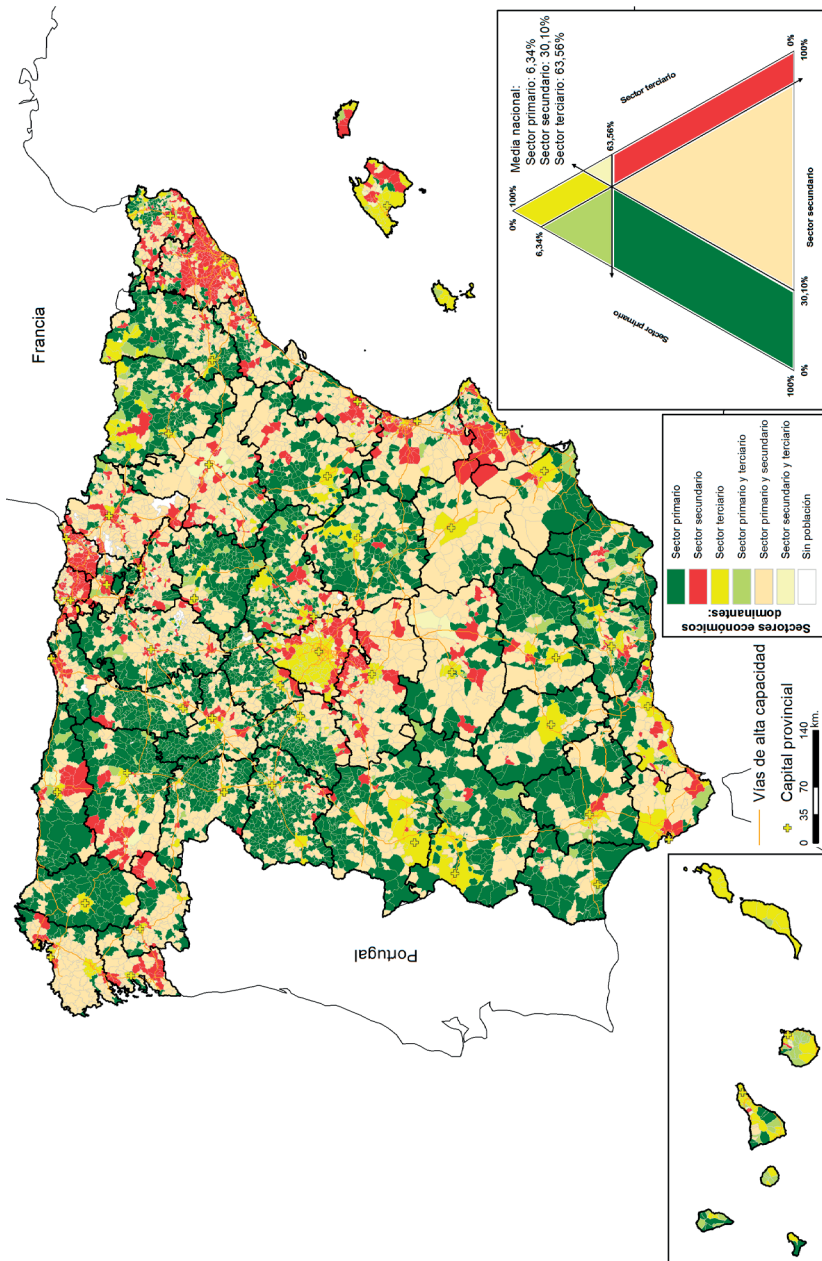 Francia
Portugal
Media nacional:
Sector primario: 6,34%
Sector secundario: 30,10%
Sector terciario: 63,56%
0%
100%
6,34%
63,56%
Sector primario
Sector terciario
100%
0%
30,10%
0%
100%
Sector secundario
Sectores económicos
dominantes:
Sector primario
Sector secundario
Sector terciario
Sector primario y terciario
Sector primario y secundario
Sector secundario y terciario
Sin población
Vías de alta capacidad
Capital provincial
0 35 70 140
km.